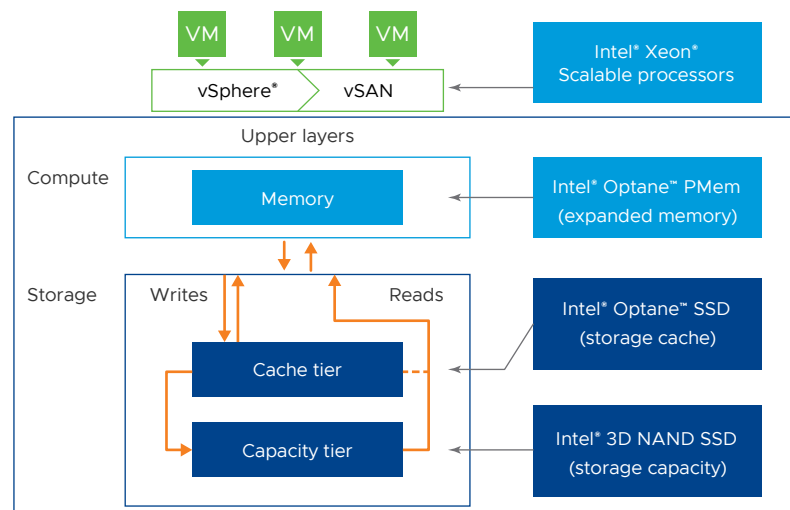 VM
VM
VM
vSphere®
vSAN
Intel® Xeon®
Scalable processors
Upper layers
Compute
Memory
Intel® Optane™ PMem
(expanded memory)
Storage
Writes
Reads
Intel® Optane™ SSD
(storage cache)
Cache tier
Capacity tier
Intel® 3D NAND SSD
(storage capacity)